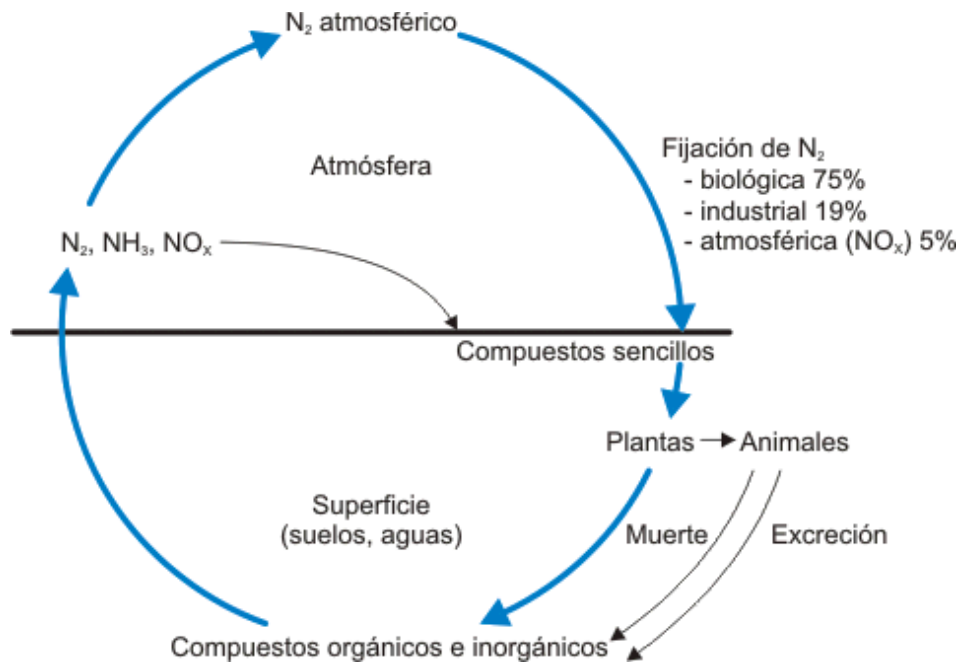 N₂ atmosférico
Fijación de N₂
- biológica 75%
- industrial 19%
- atmosférica (NOₓ) 5%
Atmósfera
N₂, NH₃, NOₓ
Compuestos sencillos
Plantas
Animales
Superficie
(suelos, aguas)
Muerte
Excreción
Compuestos orgánicos e inorgánicos